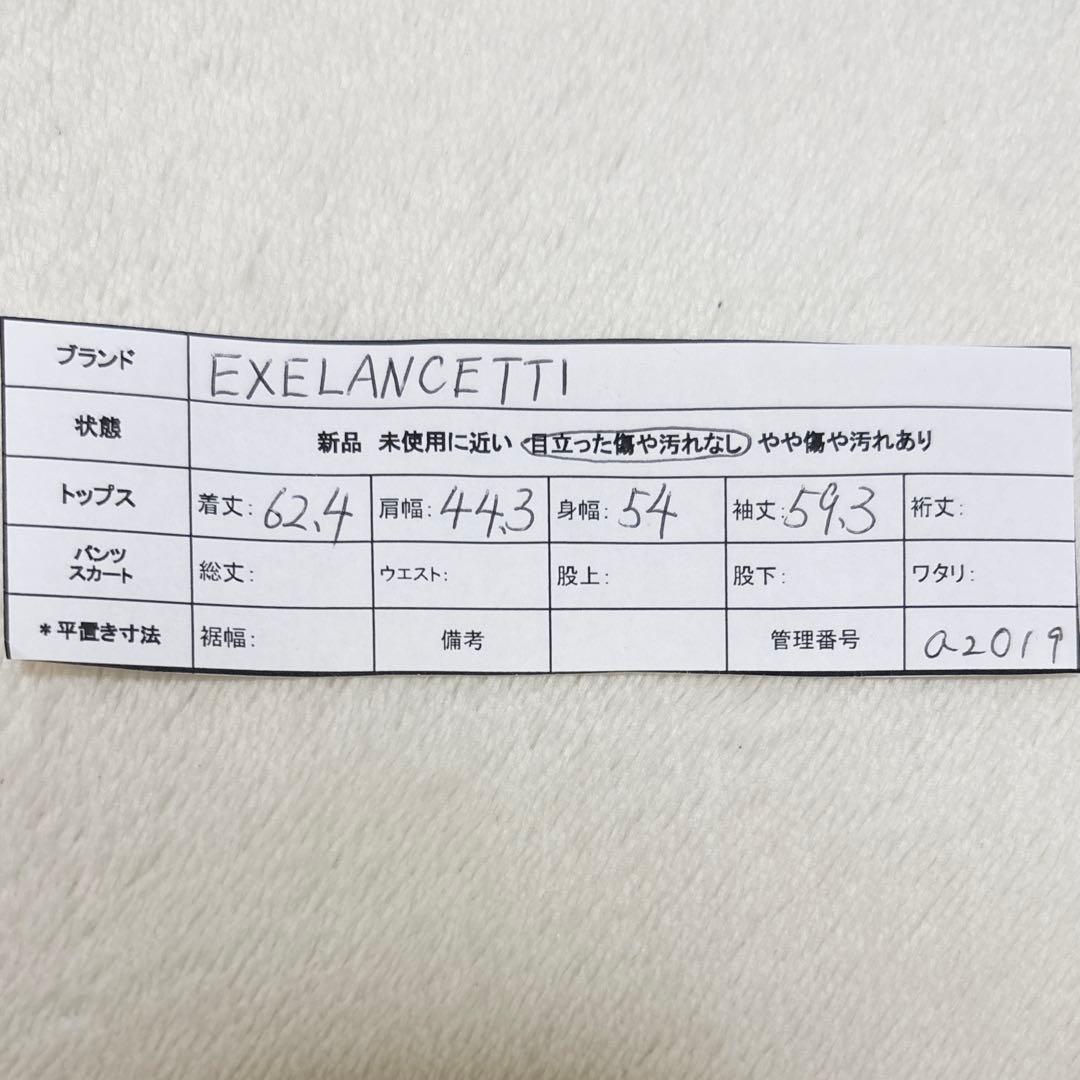 ブランド EXELANCETTI
状態 新品 未使用に近い 目立った傷や汚れなし やや傷や汚れあり
トップス 着丈: 62.4 肩幅: 44.3 身幅: 54 袖丈: 59.3 裄丈:
パンツ
スカート 総丈: ウエスト: 股上: 股下: ワタリ:
*平置き寸法 裾幅: 備考 管理番号 a2019